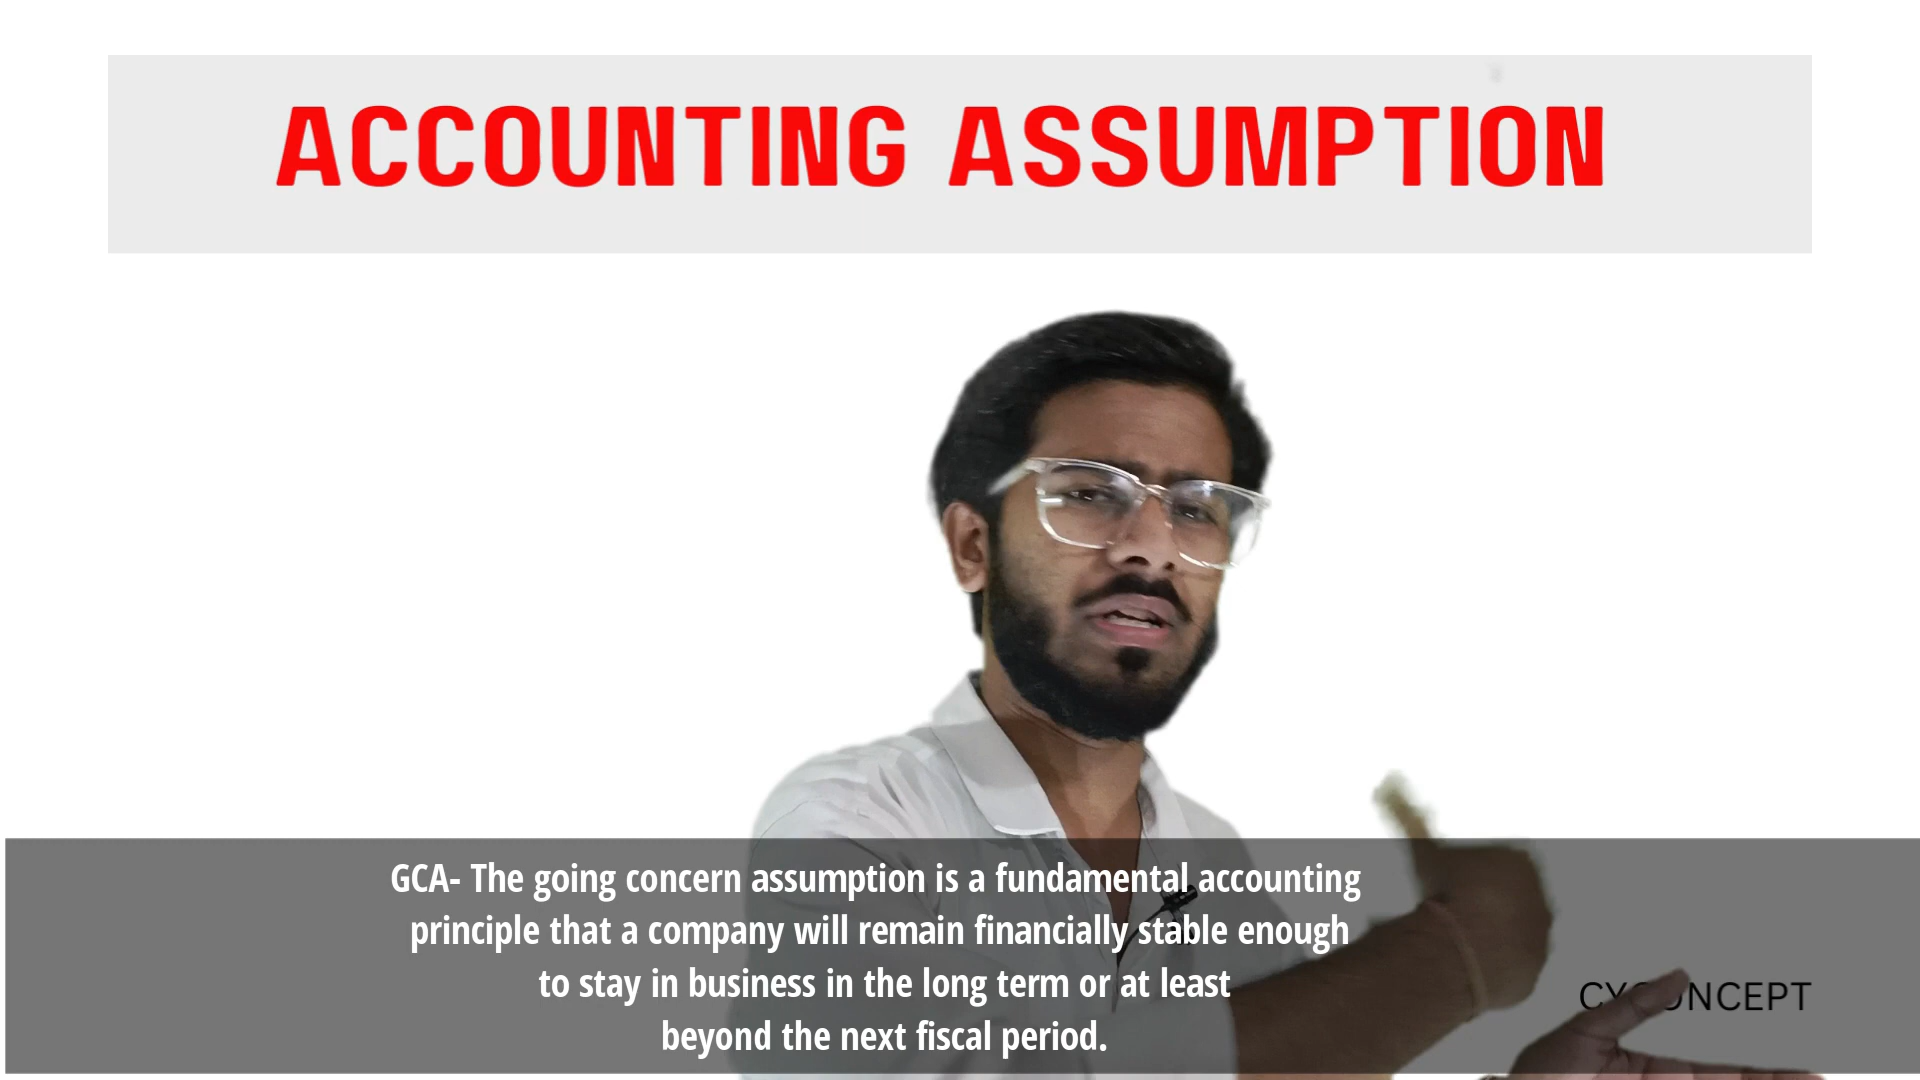 ACCOUNTING ASSUMPTION
GCA- The going concern assumption is a fundamental accounting
principle that a company will remain financially stable enough
to stay in business in the long term or at least
beyond the next fiscal period.